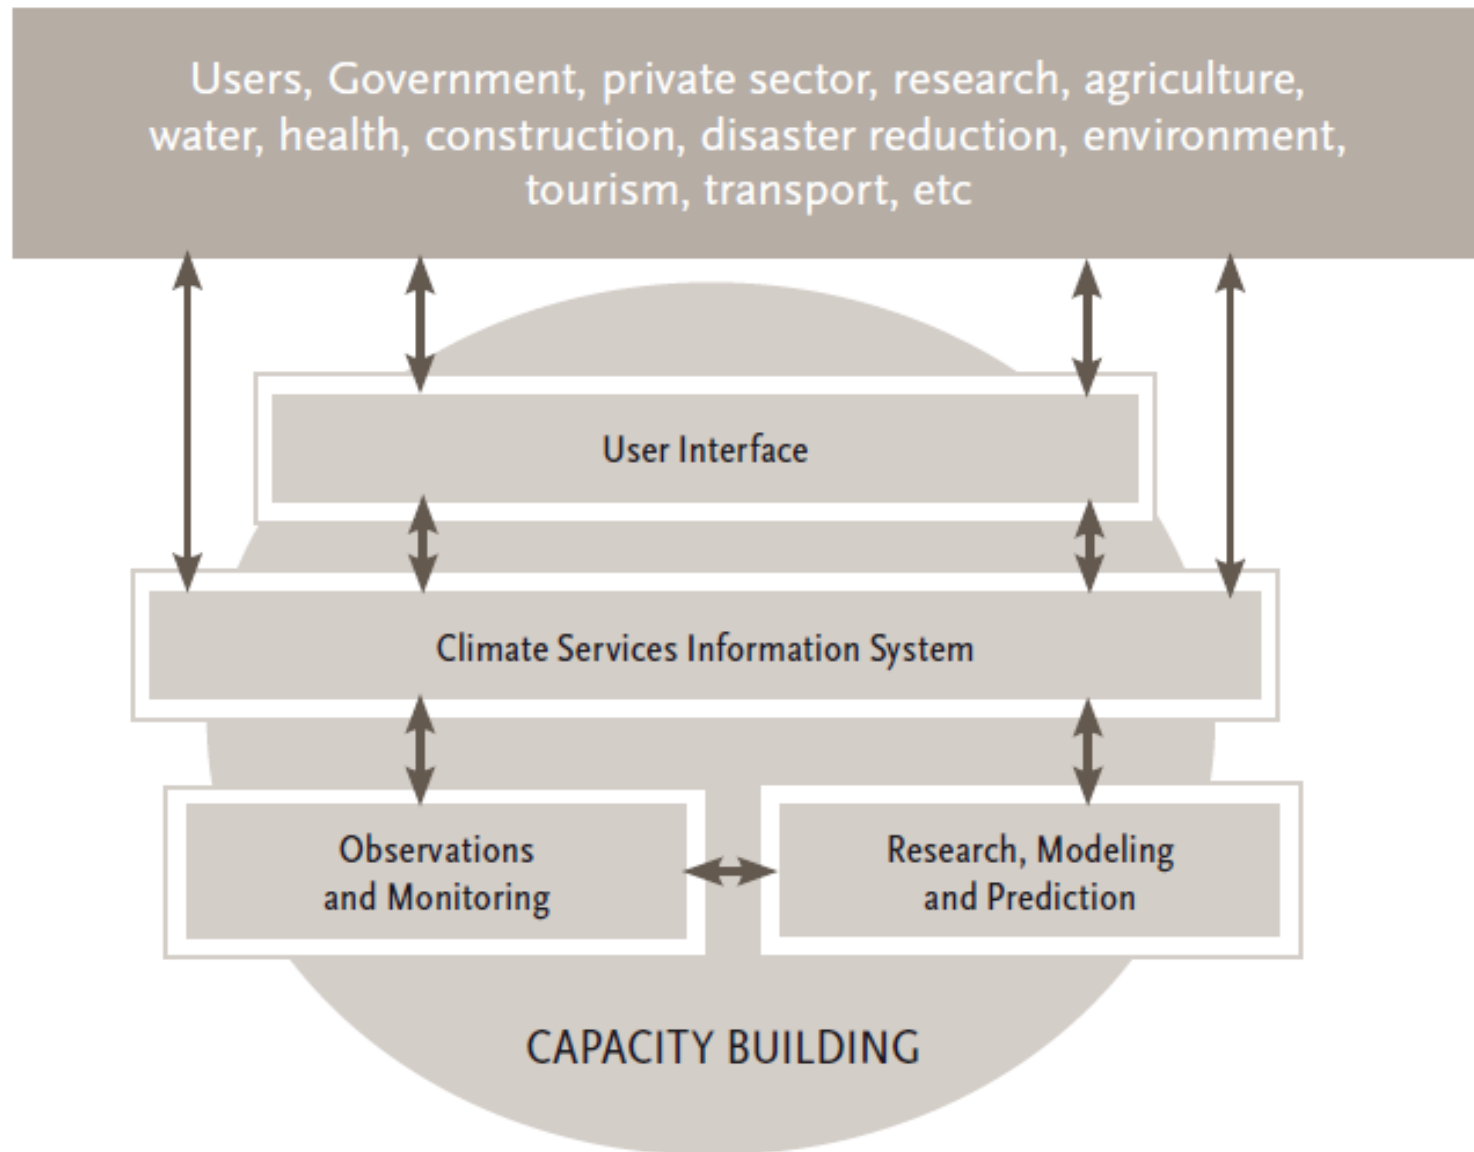 Users, Government, private sector, research, agriculture,
water, health, construction, disaster reduction, environment,
tourism, transport, etc
User Interface
Climate Services Information System
Observations
and Monitoring
Research, Modeling
and Prediction
CAPACITY BUILDING